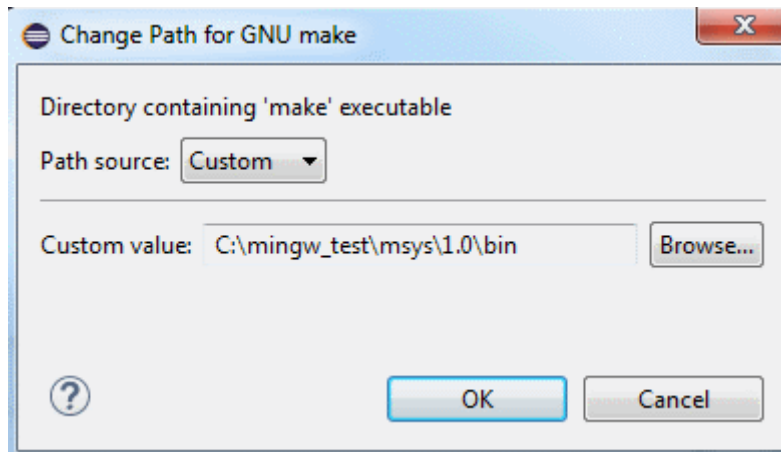 Change Path for GNU make
Directory containing 'make' executable
Path source: Custom
Custom value: C:\mingw_test\msys\1.0\bin Browse...
OK Cancel